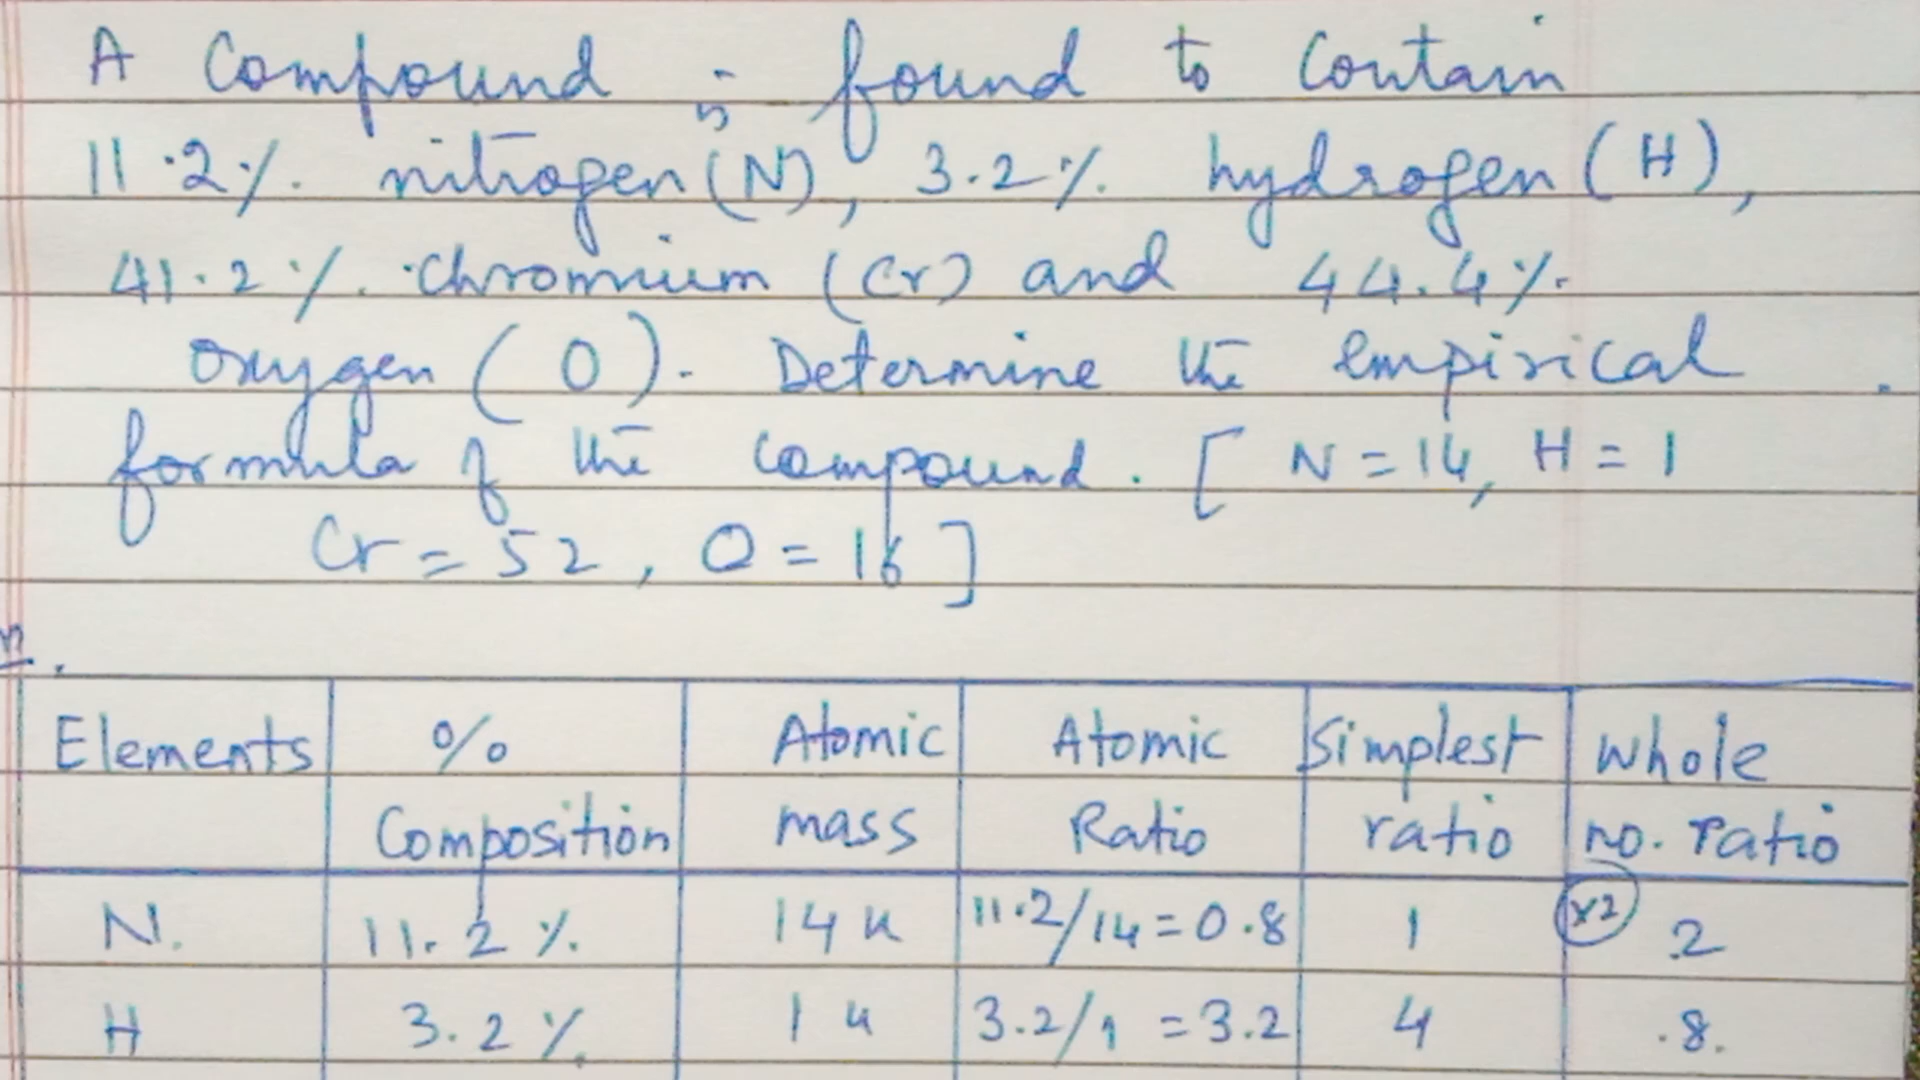 A Compound is found to Contain
11.2% nitrogen (N), 3.2% hydrogen (H),
41.2%. chromium (Cr) and 44.4%.
oxygen (O). Determine the empirical
formula of the compound. [N=14, H=1
Cr=52, O=16]
Elements % Atomic Atomic Simplest Whole
Composition mass Ratio ratio no. ratio
N. 11.2% 14u 11.2/14=0.8 1 ×2 2
H 3.2% 1u 3.2/1=3.2 4 8.